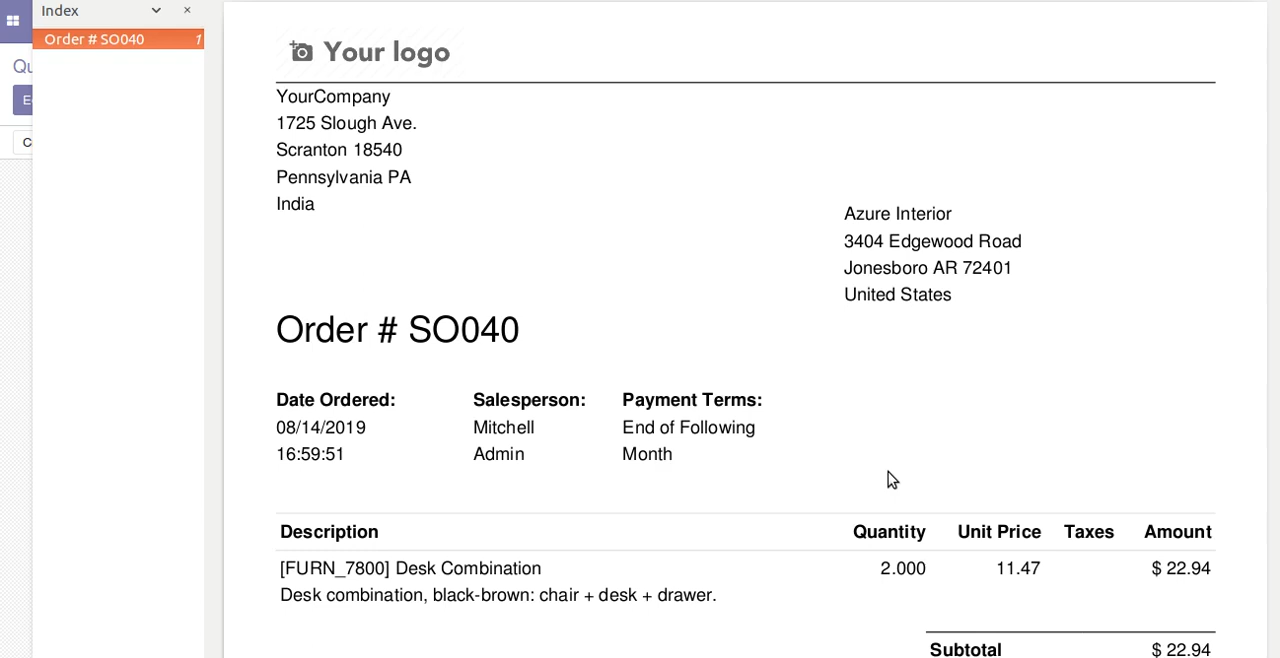 Index
Order # SO040 1
Qu
E
C
Your logo
YourCompany
1725 Slough Ave.
Scranton 18540
Pennsylvania PA
India
Azure Interior
3404 Edgewood Road
Jonesboro AR 72401
United States
Order # SO040
Date Ordered: Salesperson: Payment Terms:
08/14/2019 Mitchell End of Following
16:59:51 Admin Month
Description Quantity Unit Price Taxes Amount
[FURN_7800] Desk Combination 2.000 11.47 $ 22.94
Desk combination, black-brown: chair + desk + drawer.
Subtotal $ 22.94